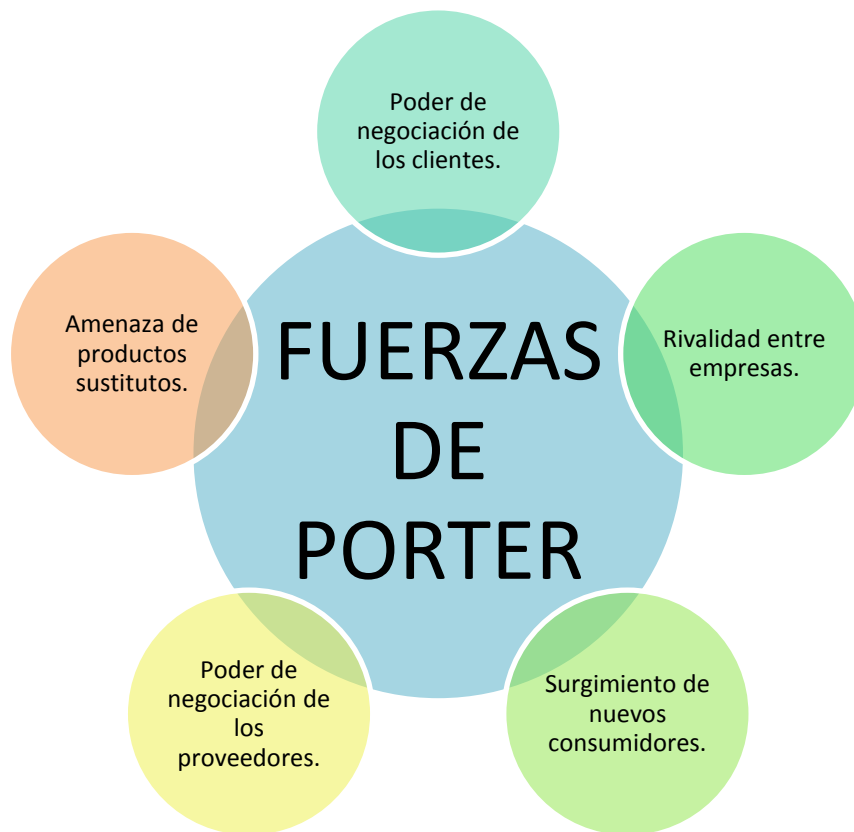 Poder de
negociación de
los clientes.
FUERZAS
DE
PORTER
Rivalidad entre
empresas.
Surgimiento de
nuevos
consumidores.
Poder de
negociación de
los
proveedores.
Amenaza de
productos
sustitutos.